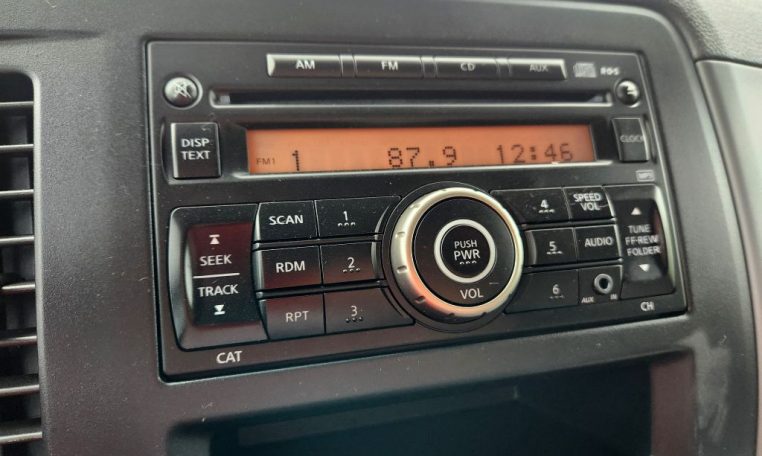 AM FM CD AUX RDS
DISP TEXT
FM1 1 87.9 12:46
CLOCK
MP3
SEEK
TRACK
CAT
SCAN
1
RDM
2
RPT
3
PUSH
PWR
VOL
4
SPEED VOL
5
AUDIO
6
AUX IN
TUNE
FF·REW
FOLDER
CH